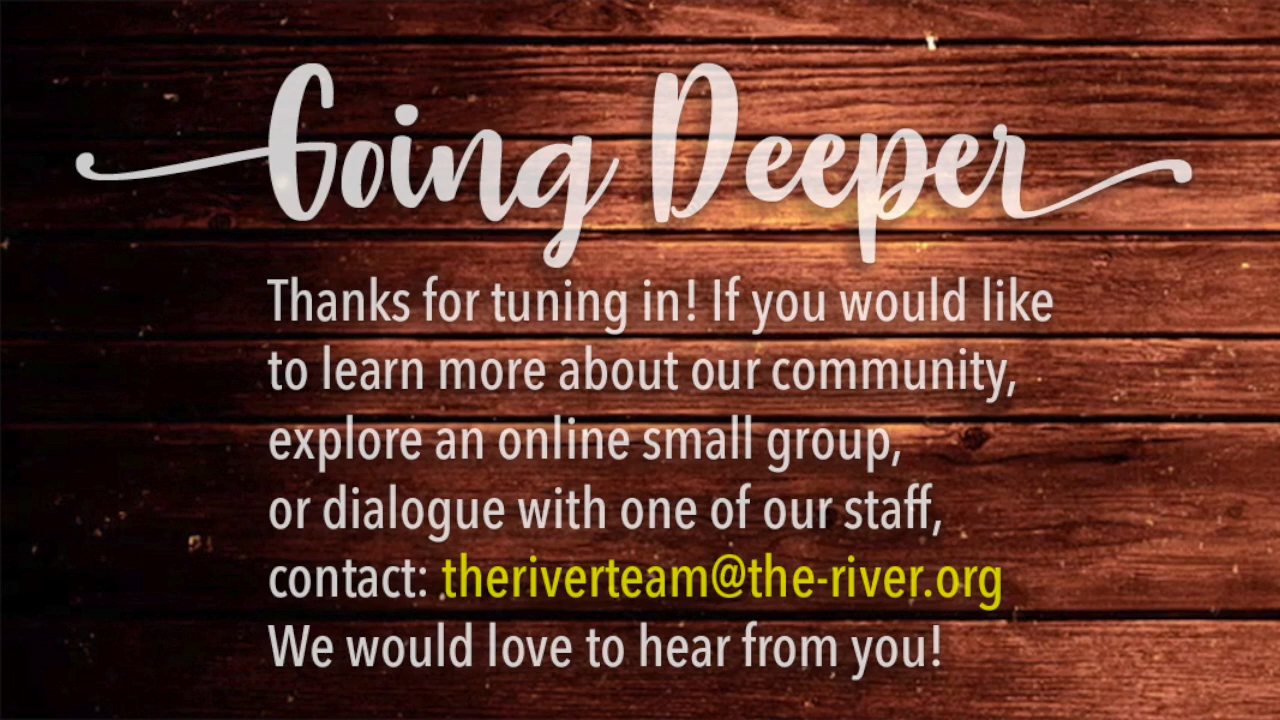 Going Deeper
Thanks for tuning in! If you would like
to learn more about our community,
explore an online small group,
or dialogue with one of our staff,
contact: theriverteam@the-river.org
We would love to hear from you!